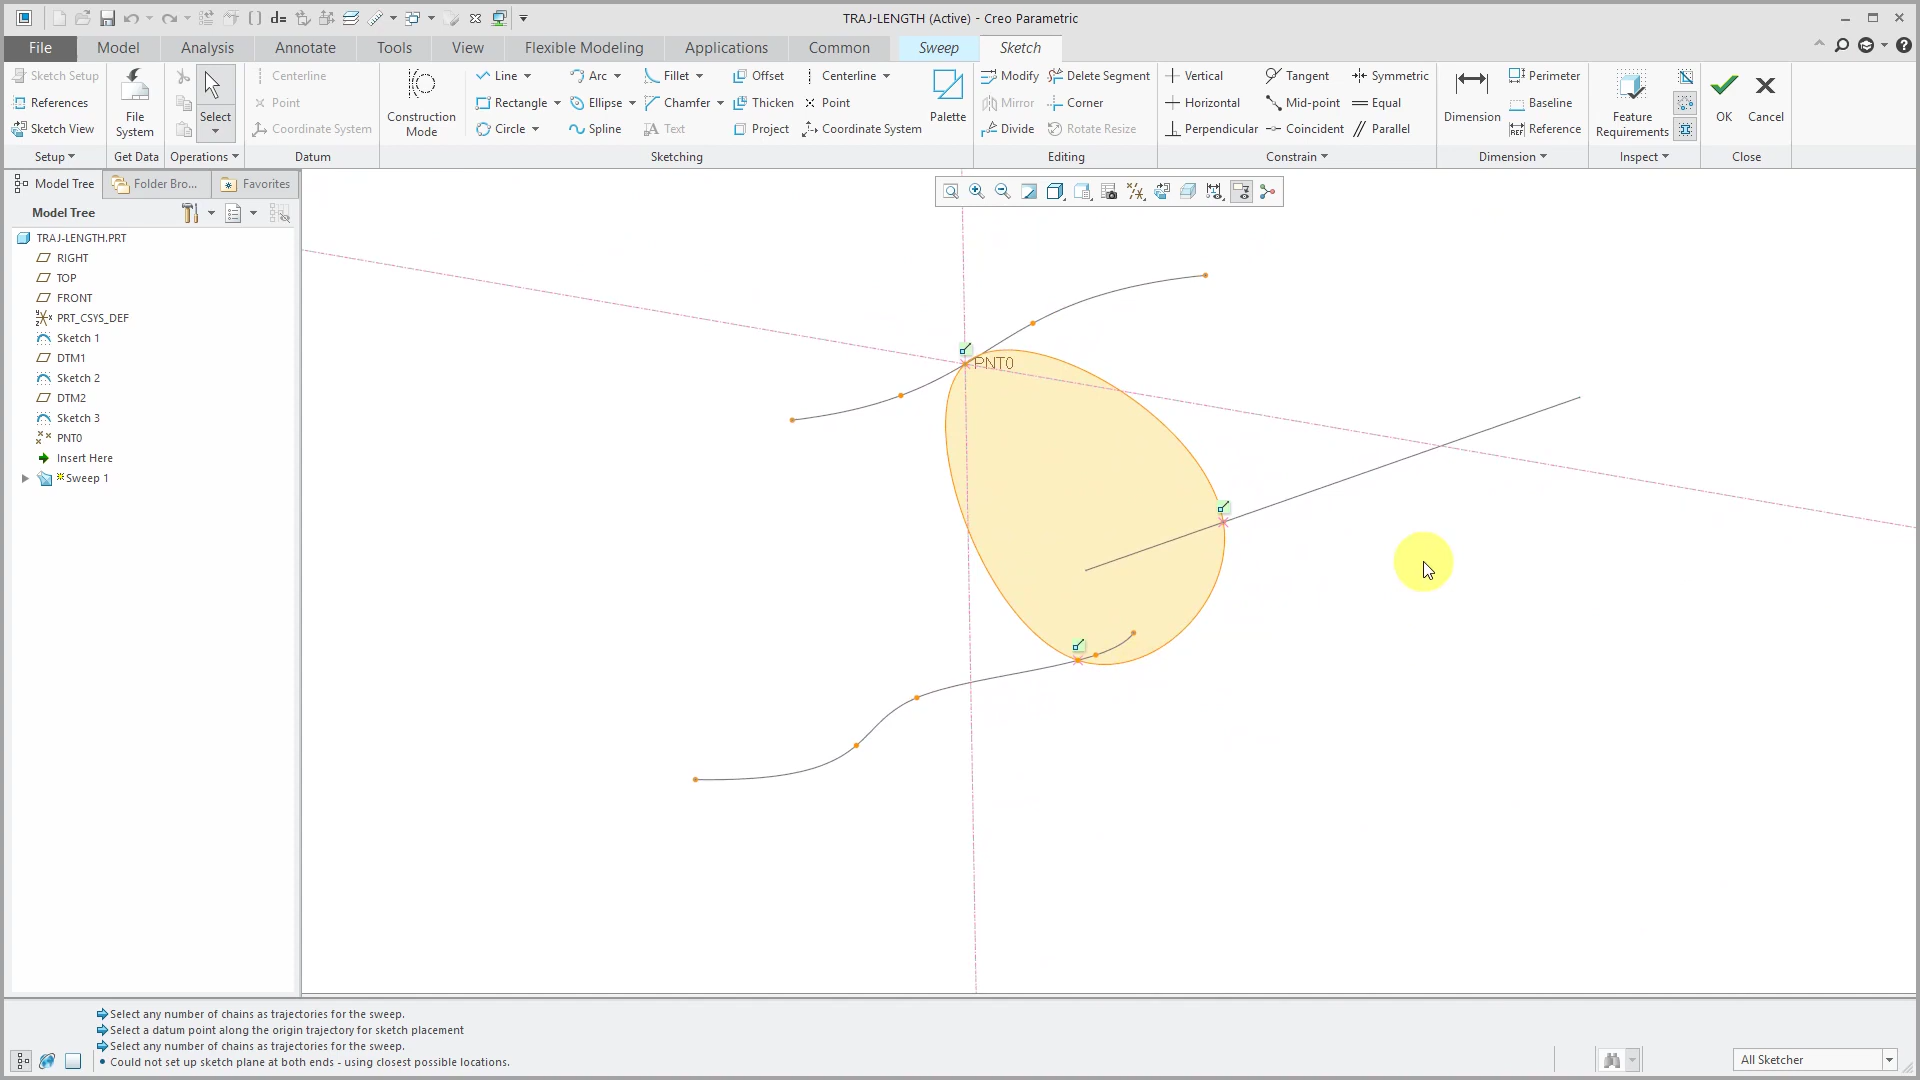 TRAJ-LENGTH (Active) - Creo Parametric
File Model Analysis Annotate Tools View Flexible Modeling Applications Common Sweep Sketch
Sketch Setup
References
Sketch View
Setup
File System
Get Data
Select
Operations
Centerline
Point
Coordinate System
Datum
Construction Mode
Line
Rectangle
Circle
Arc
Ellipse
Spline
Fillet
Chamfer
Text
Offset
Thicken
Project
Centerline
Point
Coordinate System
Palette
Sketching
Modify
Mirror
Divide
Delete Segment
Corner
Rotate Resize
Editing
Vertical
Horizontal
Perpendicular
Tangent
Mid-point
Coincident
Symmetric
Equal
Parallel
Constrain
Dimension
Perimeter
Baseline
Reference
Dimension
Feature Requirements
Inspect
OK
Cancel
Close
Model Tree
Folder Bro...
Favorites
Model Tree
TRAJ-LENGTH.PRT
RIGHT
TOP
FRONT
PRT_CSYS_DEF
Sketch 1
DTM1
Sketch 2
DTM2
Sketch 3
PNT0
Insert Here
Sweep 1
PNT0
Select any number of chains as trajectories for the sweep.
Select a datum point along the origin trajectory for sketch placement
Select any number of chains as trajectories for the sweep.
• Could not set up sketch plane at both ends - using closest possible locations.
All Sketcher